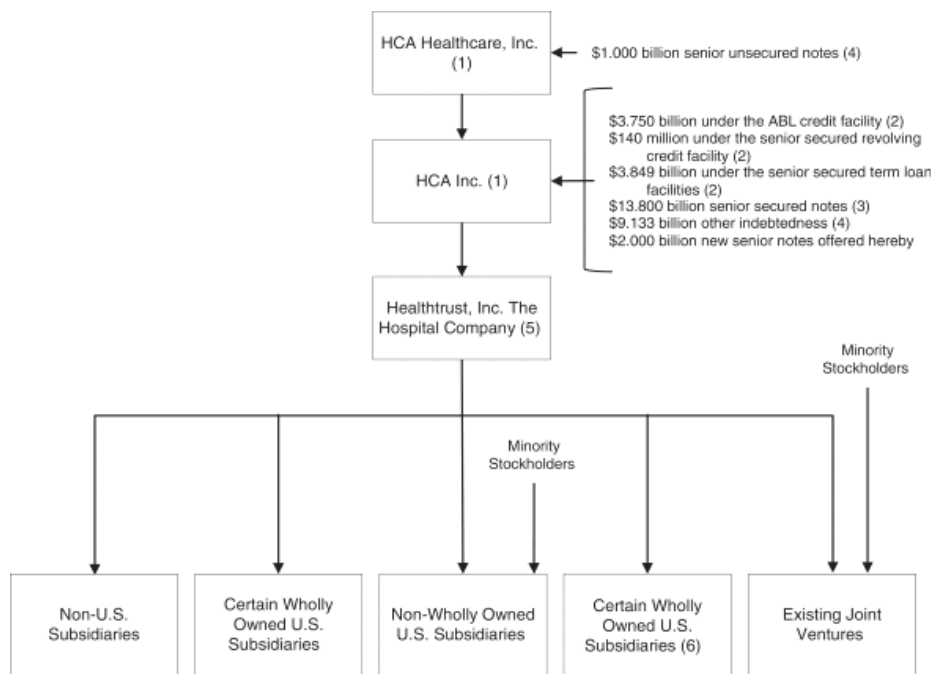 HCA Healthcare, Inc.
(1)
$1.000 billion senior unsecured notes (4)
$3.750 billion under the ABL credit facility (2)
$140 million under the senior secured revolving
credit facility (2)
$3.849 billion under the senior secured term loan
facilities (2)
$13.800 billion senior secured notes (3)
$9.133 billion other indebtedness (4)
$2.000 billion new senior notes offered hereby
HCA Inc. (1)
Healthtrust, Inc. The
Hospital Company (5)
Minority
Stockholders
Minority
Stockholders
Non-U.S.
Subsidiaries
Certain Wholly
Owned U.S.
Subsidiaries
Non-Wholly Owned
U.S. Subsidiaries
Certain Wholly
Owned U.S.
Subsidiaries (6)
Existing Joint
Ventures